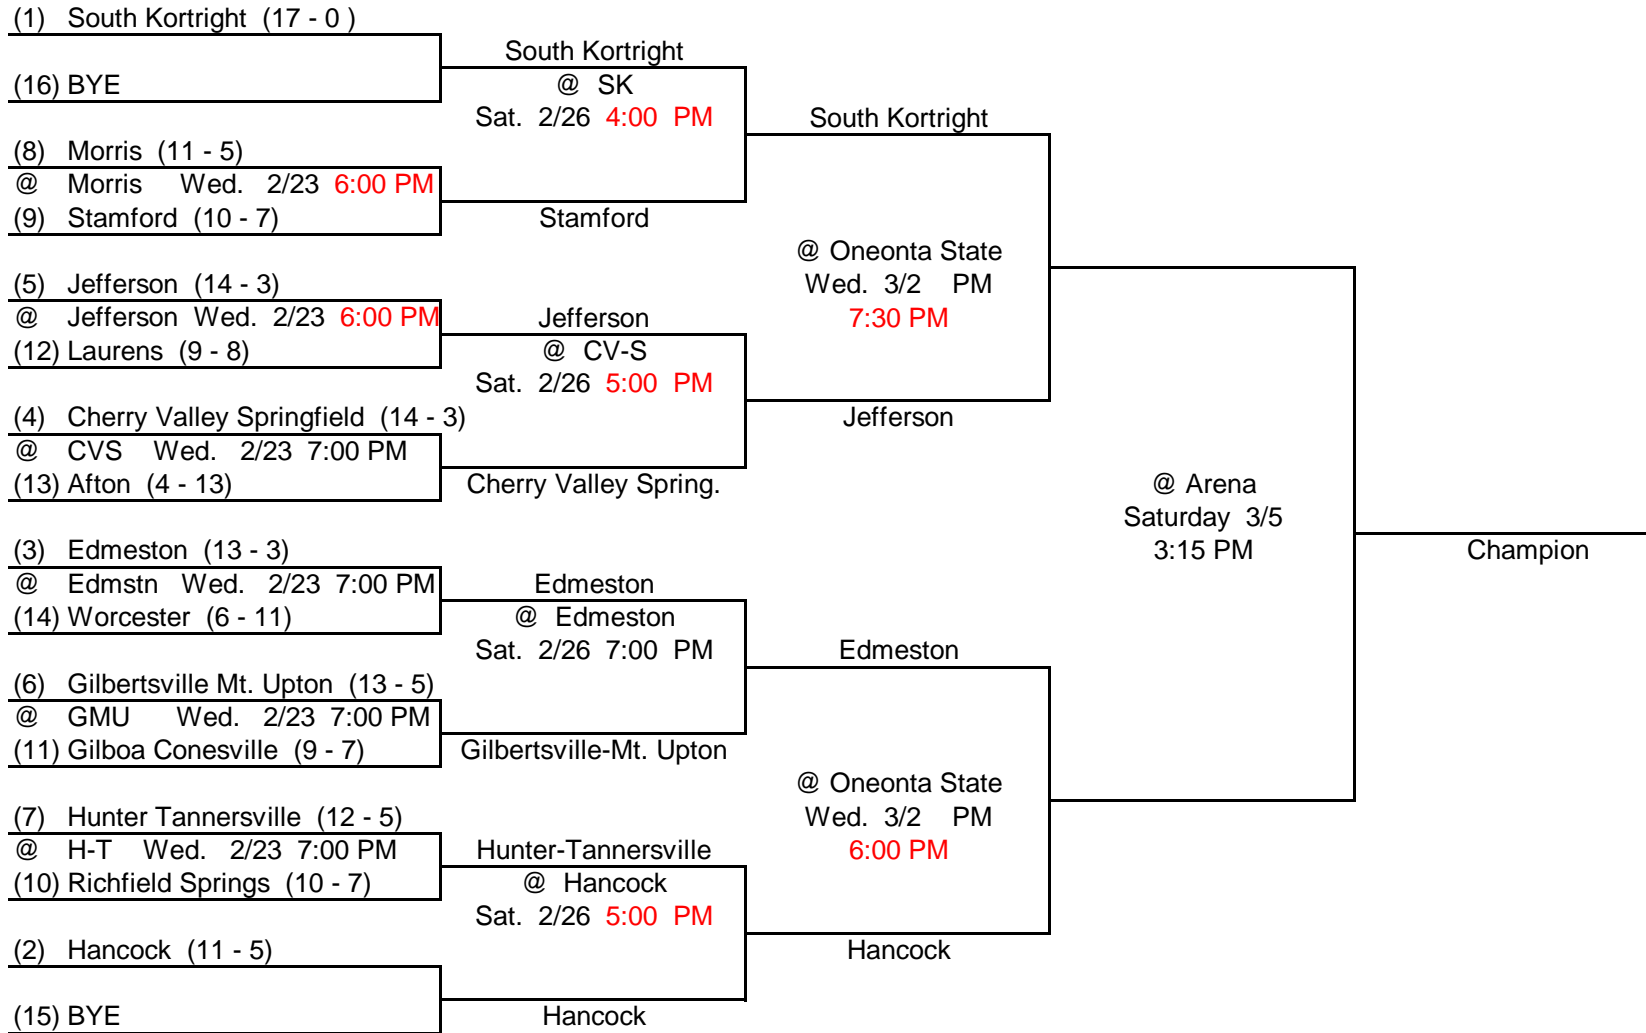 (1) South Kortright (17 - 0 )
(16) BYE
(8) Morris (11 - 5)
@ Morris Wed. 2/23 6:00 PM
(9) Stamford (10 - 7)
(5) Jefferson (14 - 3)
@ Jefferson Wed. 2/23 6:00 PM
(12) Laurens (9 - 8)
(4) Cherry Valley Springfield (14 - 3)
@ CVS Wed. 2/23 7:00 PM
(13) Afton (4 - 13)
(3) Edmeston (13 - 3)
@ Edmstn Wed. 2/23 7:00 PM
(14) Worcester (6 - 11)
(6) Gilbertsville Mt. Upton (13 - 5)
@ GMU Wed. 2/23 7:00 PM
(11) Gilboa Conesville (9 - 7)
(7) Hunter Tannersville (12 - 5)
@ H-T Wed. 2/23 7:00 PM
(10) Richfield Springs (10 - 7)
(2) Hancock (11 - 5)
(15) BYE
South Kortright
@ SK
Sat. 2/26 4:00 PM
Stamford
Jefferson
@ CV-S
Sat. 2/26 5:00 PM
Cherry Valley Spring.
Edmeston
@ Edmeston
Sat. 2/26 7:00 PM
Gilbertsville-Mt. Upton
Hunter-Tannersville
@ Hancock
Sat. 2/26 5:00 PM
Hancock
South Kortright
@ Oneonta State
Wed. 3/2 PM
7:30 PM
Jefferson
Edmeston
@ Oneonta State
Wed. 3/2 PM
6:00 PM
Hancock
@ Arena
Saturday 3/5
3:15 PM
Champion